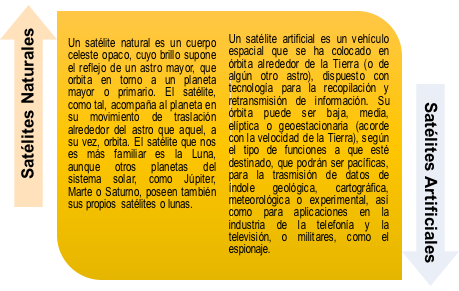 Satélites Naturales
Un satélite natural es un cuerpo
celeste opaco, cuyo brillo supone
el reflejo de un astro mayor, que
orbita en torno a un planeta
mayor o primario. El satélite,
como tal, acompaña al planeta en
su movimiento de traslación
alrededor del astro que aquel, a
su vez, orbita. El satélite que nos
es más familiar es la Luna,
aunque otros planetas del
sistema solar, como Júpiter,
Marte o Saturno, poseen también
sus propios satélites o lunas.
Un satélite artificial es un vehículo
espacial que se ha colocado en
órbita alrededor de la Tierra (o de
algún otro astro), dispuesto con
tecnología para la recopilación y
retransmisión de información. Su
órbita puede ser baja, media,
elíptica o geoestacionaria (acorde
con la velocidad de la Tierra), según
el tipo de funciones a que esté
destinado, que podrán ser pacíficas,
para la trasmisión de datos de
índole geológica, cartográfica,
meteorológica o experimental, así
como para aplicaciones en la
industria de la telefonía y la
televisión, o militares, como el
espionaje.
Satélites Artificiales